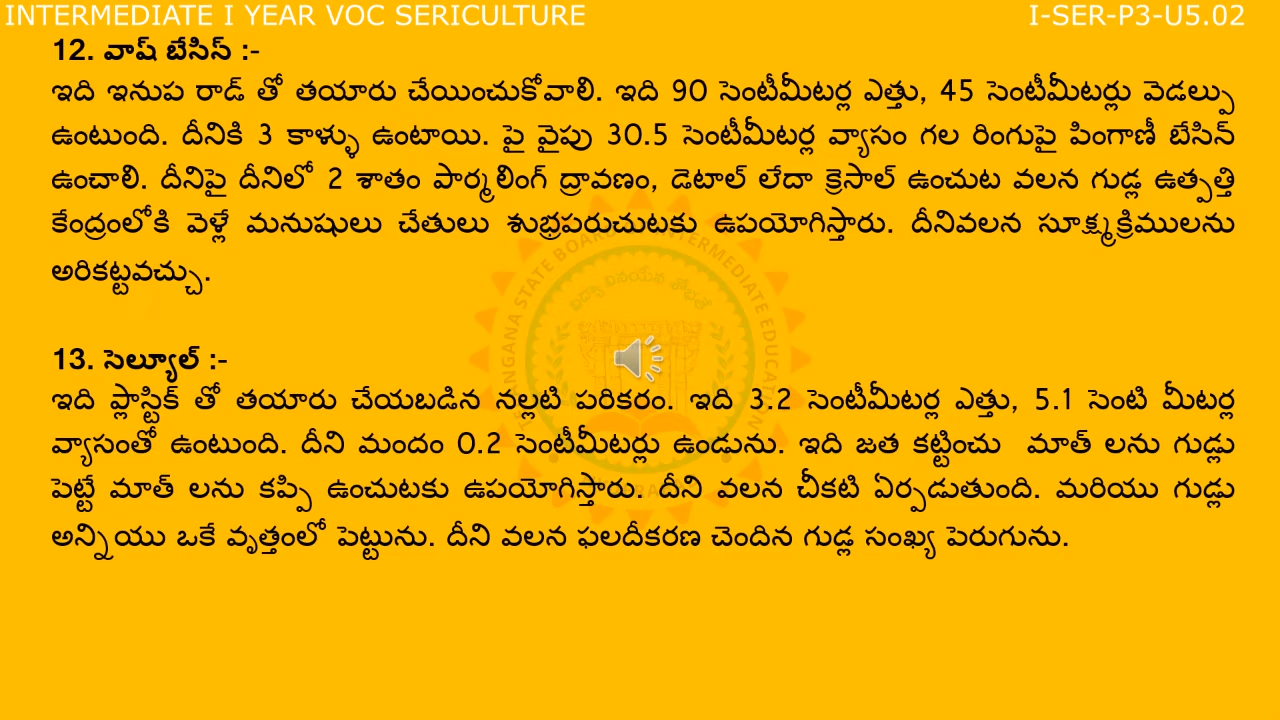 INTERMEDIATE I YEAR VOC SERICULTURE I-SER-P3-U5.02
12. వాష్ బేసిన్ :-
ఇది ఇనుప రాడ్ తో తయారు చేయించుకోవాలి. ఇది 90 సెంటీమీటర్ల ఎత్తు, 45 సెంటీమీటర్లు వెడల్పు
ఉంటుంది. దీనికి 3 కాళ్ళు ఉంటాయి. పై వైపు 30.5 సెంటీమీటర్ల వ్యాసం గల రింగుపై పింగాణీ బేసిన్
ఉంచాలి. దీనిపై దీనిలో 2 శాతం పార్మలింగ్ ద్రావణం, డెటాల్ లేదా క్రెసాల్ ఉంచుట వలన గుడ్ల ఉత్పత్తి
కేంద్రంలోకి వెళ్లే మనుషులు చేతులు శుభ్రపరుచుటకు ఉపయోగిస్తారు. దీనివలన సూక్ష్మక్రిములను
అరికట్టవచ్చు.
13. సెల్యూల్ :-
ఇది ప్లాస్టిక్ తో తయారు చేయబడిన నల్లటి పరికరం. ఇది 3.2 సెంటీమీటర్ల ఎత్తు, 5.1 సెంటి మీటర్ల
వ్యాసంతో ఉంటుంది. దీని మందం 0.2 సెంటీమీటర్లు ఉండును. ఇది జత కట్టించు మాత్ లను గుడ్లు
పెట్టే మాత్ లను కప్పి ఉంచుటకు ఉపయోగిస్తారు. దీని వలన చీకటి ఏర్పడుతుంది. మరియు గుడ్లు
అన్నియు ఒకే వృత్తంలో పెట్టును. దీని వలన ఫలదీకరణ చెందిన గుడ్ల సంఖ్య పెరుగును.